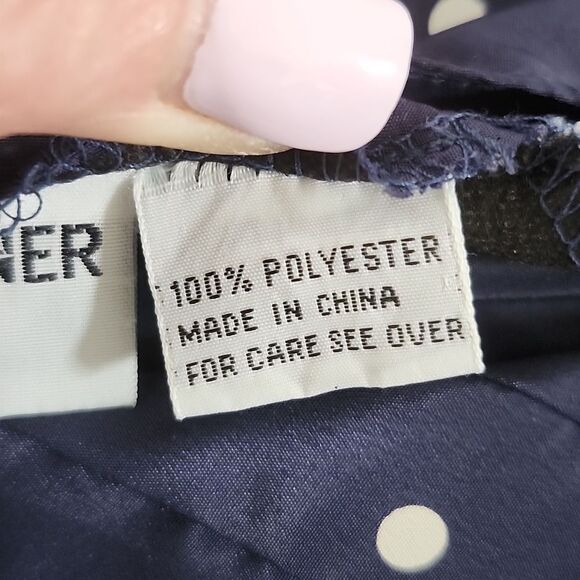 NER
100% POLYESTER
MADE IN CHINA
FOR CARE SEE OVER